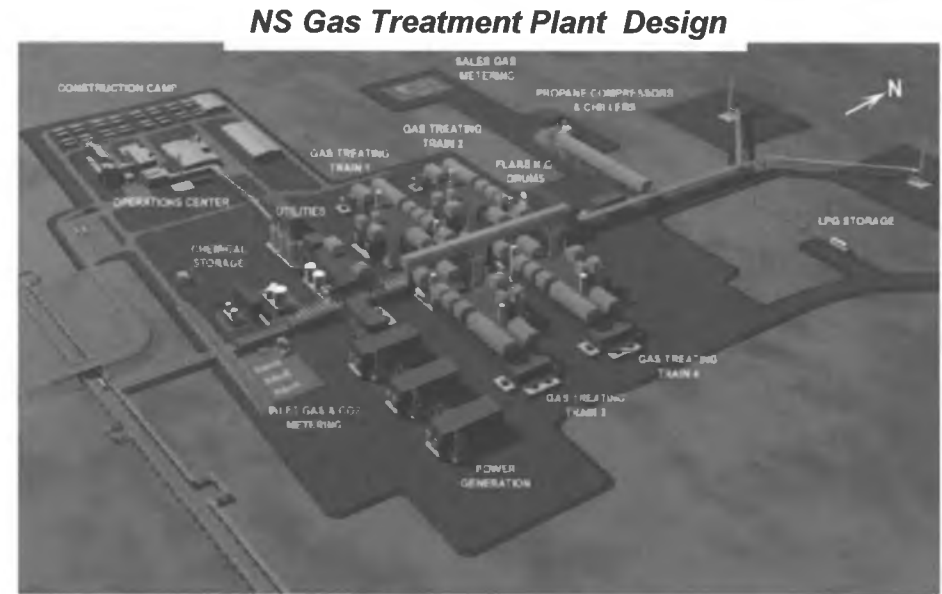 NS Gas Treatment Plant Design
SALES GAS
METERING
CONSTRUCTION CAMP
PROPANE COMPRESSORS
& CHILLERS
N
GAS TREATING
TRAIN 2
GAS TREATING
TRAIN 1
FLARE K.O
DRUMS
OPERATIONS CENTER
UTILITIES
LPG STORAGE
CHEMICAL
STORAGE
GAS TREATING
TRAIN 4
GAS TREATING
TRAIN 3
INLET GAS & CO2
METERING
POWER
GENERATION